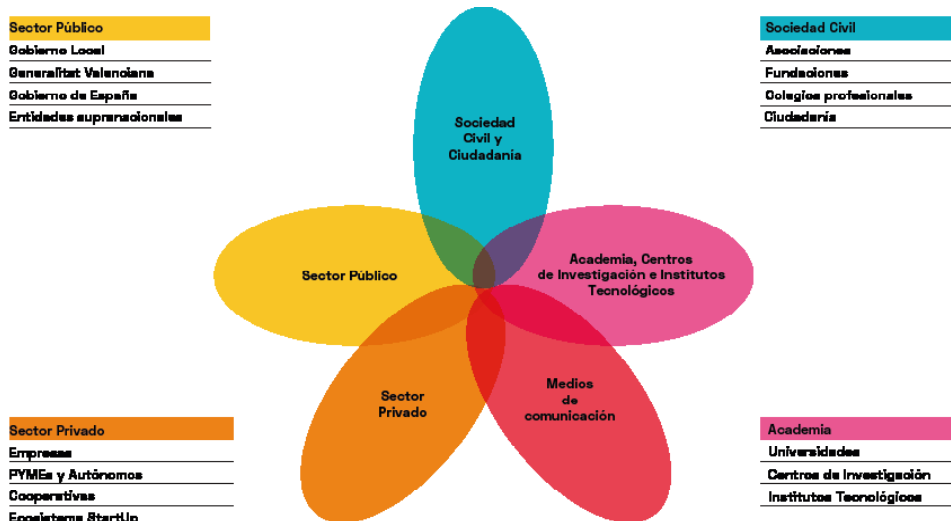 Sector Público
Gobierno Local
Generalitat Valenciana
Gobierno de España
Entidades supranacionales
Sociedad Civil
Asociaciones
Fundaciones
Colegios profesionales
Ciudadanía
Sociedad
Civil y
Ciudadanía
Sector Público
Academia, Centros
de Investigación e Institutos
Tecnológicos
Sector
Privado
Medios
de
comunicación
Sector Privado
Empresas
PYMEs y Autónomos
Cooperativas
Ecosistema StartUp
Academia
Universidades
Centros de Investigación
Institutos Tecnológicos